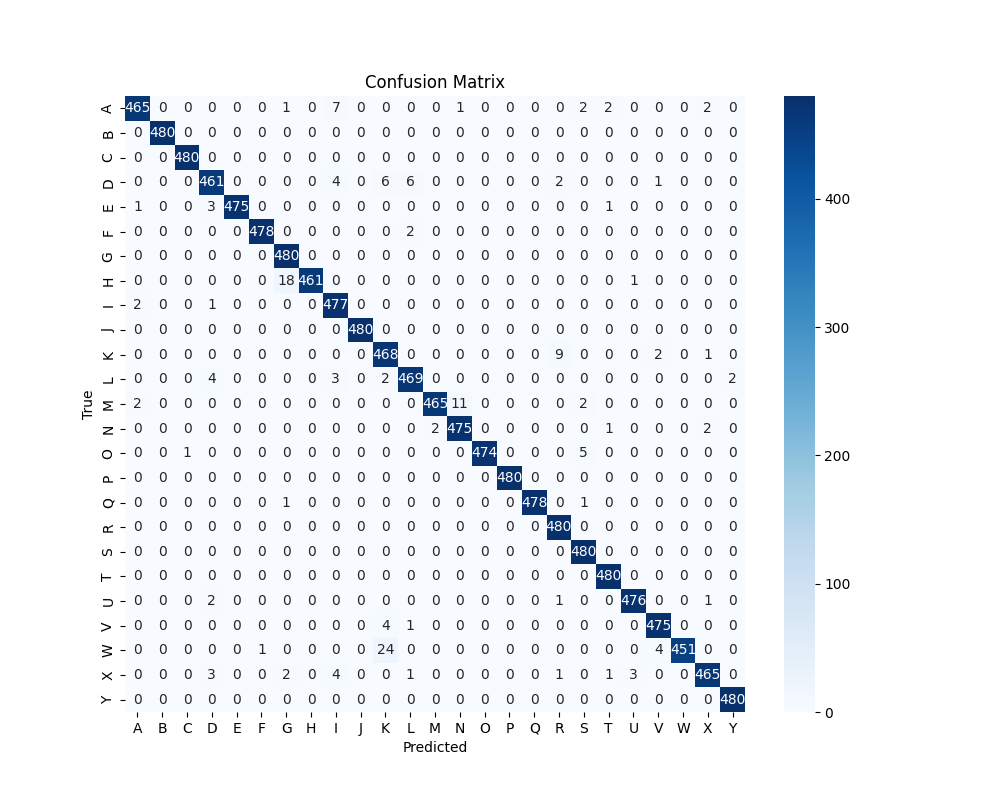 Confusion Matrix
A 465 0 0 0 0 0 1 0 7 0 0 0 0 1 0 0 0 0 2 2 0 0 0 2 0
B 0 480 0 0 0 0 0 0 0 0 0 0 0 0 0 0 0 0 0 0 0 0 0 0 0
C 0 0 480 0 0 0 0 0 0 0 0 0 0 0 0 0 0 0 0 0 0 0 0 0 0
D 0 0 0 461 0 0 0 0 4 0 6 6 0 0 0 0 0 2 0 0 0 1 0 0 0
E 1 0 0 3 475 0 0 0 0 0 0 0 0 0 0 0 0 0 0 1 0 0 0 0 0
F 0 0 0 0 0 478 0 0 0 0 0 2 0 0 0 0 0 0 0 0 0 0 0 0 0
G 0 0 0 0 0 0 480 0 0 0 0 0 0 0 0 0 0 0 0 0 0 0 0 0 0
H 0 0 0 0 0 0 18 461 0 0 0 0 0 0 0 0 0 0 0 0 1 0 0 0 0
I 2 0 0 1 0 0 0 0 477 0 0 0 0 0 0 0 0 0 0 0 0 0 0 0 0
J 0 0 0 0 0 0 0 0 0 480 0 0 0 0 0 0 0 0 0 0 0 0 0 0 0
K 0 0 0 0 0 0 0 0 0 0 468 0 0 0 0 0 0 9 0 0 0 2 0 1 0
L 0 0 0 4 0 0 0 0 3 0 2 469 0 0 0 0 0 0 0 0 0 0 0 0 2
M 2 0 0 0 0 0 0 0 0 0 0 0 465 11 0 0 0 0 2 0 0 0 0 0 0
N 0 0 0 0 0 0 0 0 0 0 0 0 2 475 0 0 0 0 0 1 0 0 0 2 0
O 0 0 1 0 0 0 0 0 0 0 0 0 0 0 474 0 0 0 5 0 0 0 0 0 0
P 0 0 0 0 0 0 0 0 0 0 0 0 0 0 0 480 0 0 0 0 0 0 0 0 0
Q 0 0 0 0 0 0 1 0 0 0 0 0 0 0 0 0 478 0 1 0 0 0 0 0 0
R 0 0 0 0 0 0 0 0 0 0 0 0 0 0 0 0 0 480 0 0 0 0 0 0 0
S 0 0 0 0 0 0 0 0 0 0 0 0 0 0 0 0 0 0 480 0 0 0 0 0 0
T 0 0 0 0 0 0 0 0 0 0 0 0 0 0 0 0 0 0 0 480 0 0 0 0 0
U 0 0 0 2 0 0 0 0 0 0 0 0 0 0 0 0 0 1 0 0 476 0 0 1 0
V 0 0 0 0 0 0 0 0 0 0 4 1 0 0 0 0 0 0 0 0 0 475 0 0 0
W 0 0 0 0 0 1 0 0 0 0 24 0 0 0 0 0 0 0 0 0 0 4 451 0 0
X 0 0 0 3 0 0 2 0 4 0 0 1 0 0 0 0 0 1 0 1 3 0 0 465 0
Y 0 0 0 0 0 0 0 0 0 0 0 0 0 0 0 0 0 0 0 0 0 0 0 0 480
A B C D E F G H I J K L M N O P Q R S T U V W X Y
Predicted
True
400
300
200
100
0